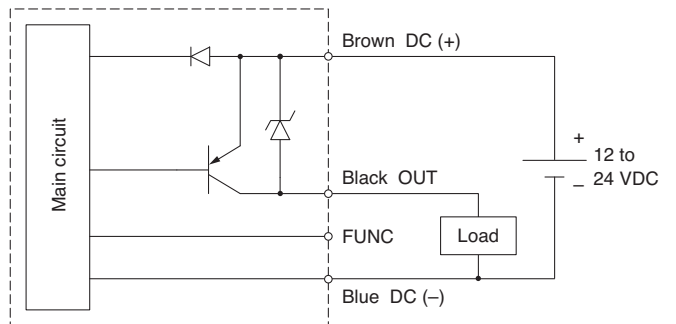 Brown DC (+)
Main circuit
+
12 to
– 24 VDC
Black OUT
FUNC
Load
Blue DC (–)